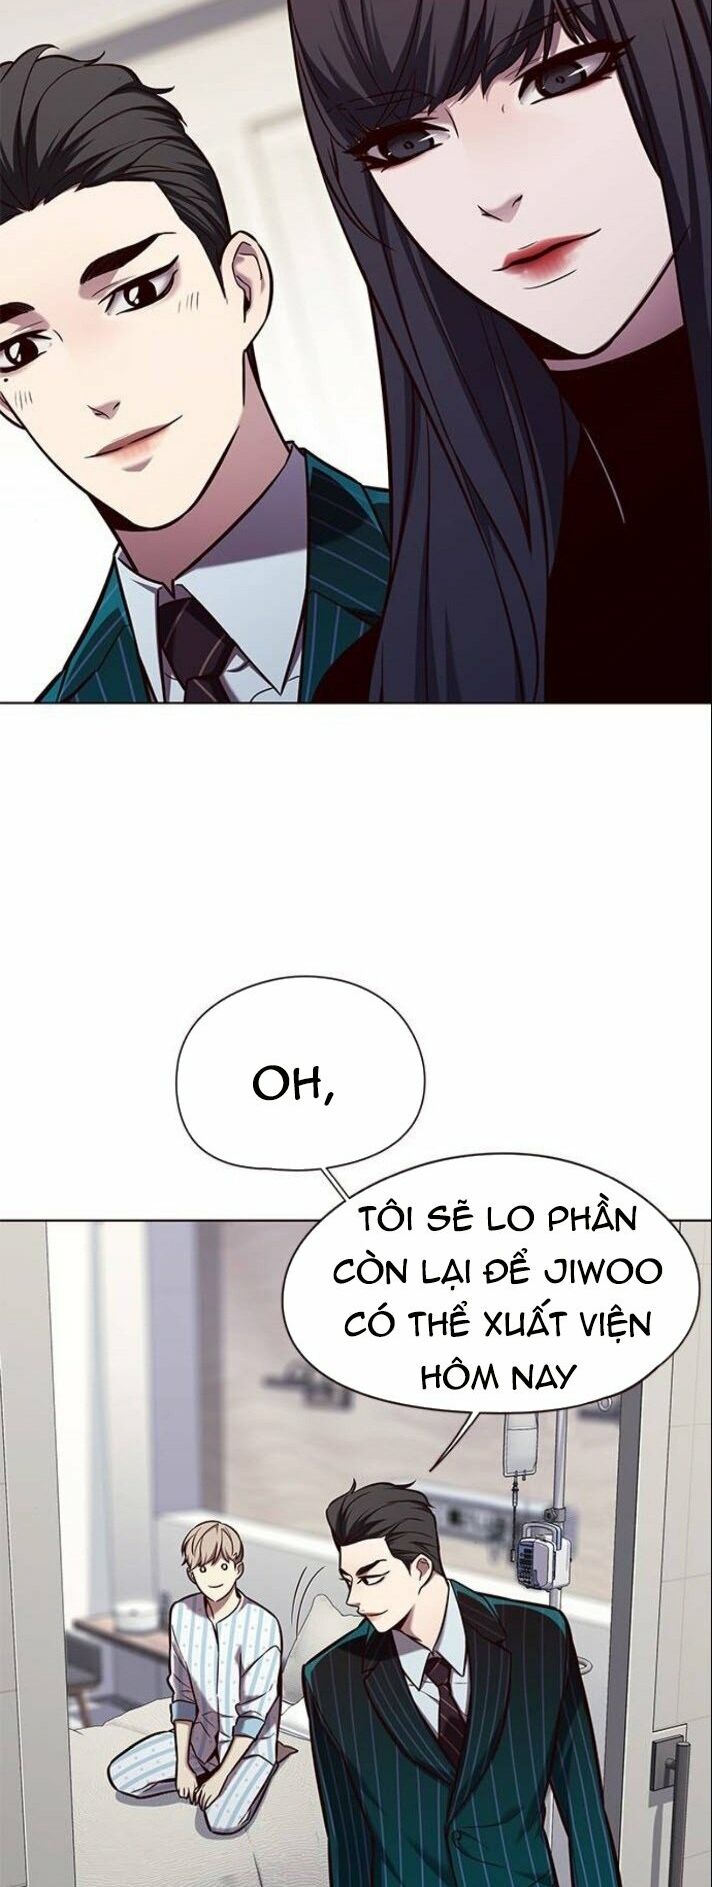 OH,
TÔI SẼ LO PHẦN
CÒN LẠI ĐỂ JIWOO
CÓ THỂ XUẤT VIỆN
HÔM NAY